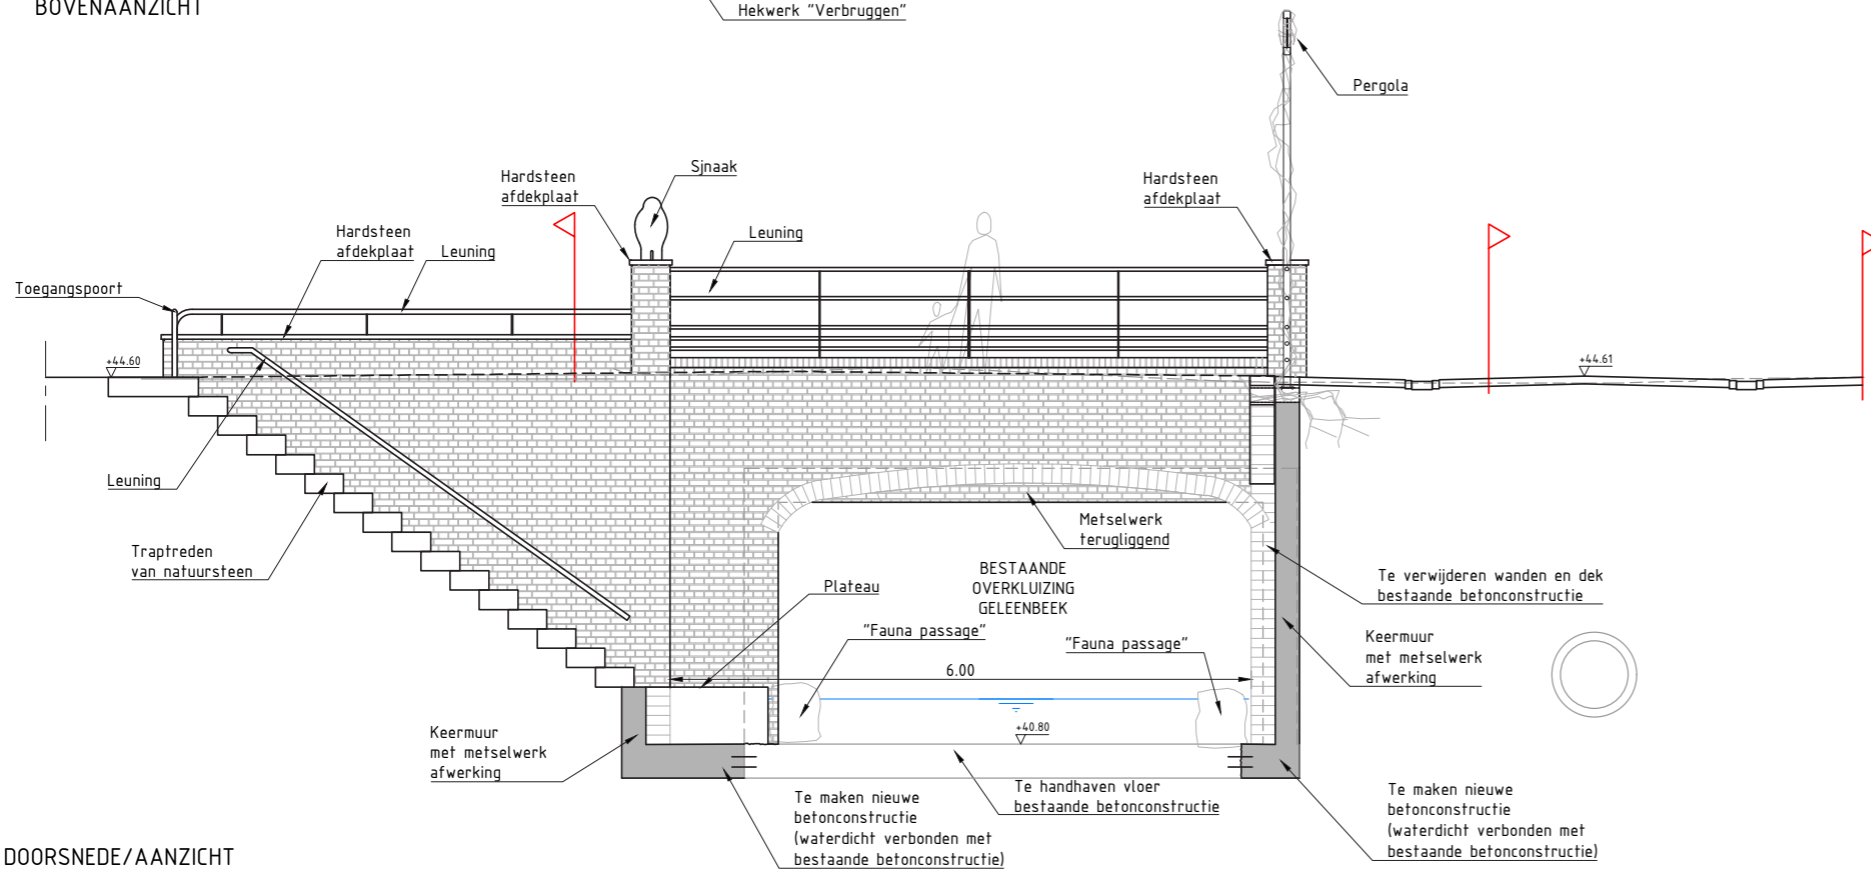 BOVENAANZICHT
Hekwerk "Verbruggen"
Pergola
Sjnaak
Hardsteen
afdekplaat
Hardsteen
afdekplaat
Hardsteen
afdekplaat
Leuning
Leuning
Toegangspoort
+44.60
+44.61
Leuning
Metselwerk
terugliggend
Traptreden
van natuursteen
BESTAANDE
OVERKLUIZING
GELEENBEEK
Te verwijderen wanden en dek
bestaande betonconstructie
Plateau
"Fauna passage"
"Fauna passage"
Keermuur
met metselwerk
afwerking
6.00
+40.80
Keermuur
met metselwerk
afwerking
Te handhaven vloer
bestaande betonconstructie
Te maken nieuwe
betonconstructie
(waterdicht verbonden met
bestaande betonconstructie)
Te maken nieuwe
betonconstructie
(waterdicht verbonden met
bestaande betonconstructie)
DOORSNEDE/AANZICHT